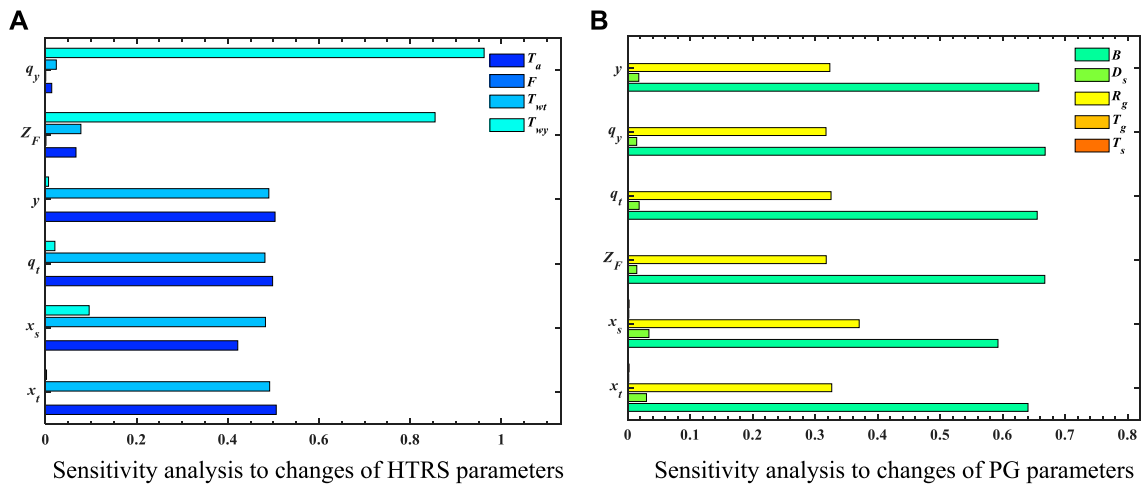 A
q_y
Z_F
y
q_t
x_s
x_t
0 0.2 0.4 0.6 0.8 1
T_a
F
T_wt
T_wy
Sensitivity analysis to changes of HTRS parameters
B
y
q_y
q_t
Z_F
x_s
x_t
0 0.1 0.2 0.3 0.4 0.5 0.6 0.7 0.8
B
D_s
R_g
T_g
T_s
Sensitivity analysis to changes of PG parameters